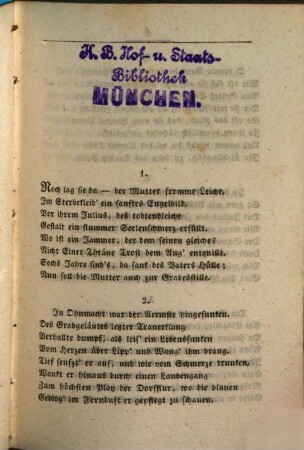 K. B. Hof- u. Staats-
Bibliothek
MÜNCHEN.
1.
Noch lag sie da — der Mutter fromme Leiche,
Im Sterbekleid' ein sanftes Engelbild,
Vor ihrem Julius, des todtenbleiche
Gestalt ein stummer Seelenschmerz erfüllt.
Wo ist ein Jammer, der dem seinen gleiche?
Nicht Einer Thräne Trost dem Aug' entquillt.
Sechs Jahre sind's, da sank des Vaters Hülle;
Nun soll die Mutter auch zur Grabesstille.
2.
In Ohnmacht war der Aermste hingesunken.
Des Grabgeläutes letzter Trauerklang
Verhallte dumpf, als leis' ein Lebensfunken
Vom Herzen über Lipp' und Wang' ihm drang.
Tief seufzt' er auf, und wie vom Schmerze trunken,
Wankt er hinaus durch einen Laubengang
Zum höchsten Platz der Dorfflur, wo die blauen
Gebirg' im Fernduft er gepflegt zu schauen.